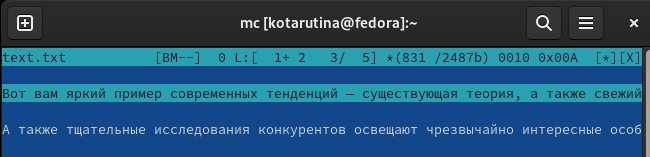 mc [kotarutina@fedora]:~
text.txt [BM--] 0 L:[ 1+ 2 3/ 5] *(831 /2487b) 0010 0x00A [*][X]
Вот вам яркий пример современных тенденций — существующая теория, а также свежий
А также тщательные исследования конкурентов освещают чрезвычайно интересные особ